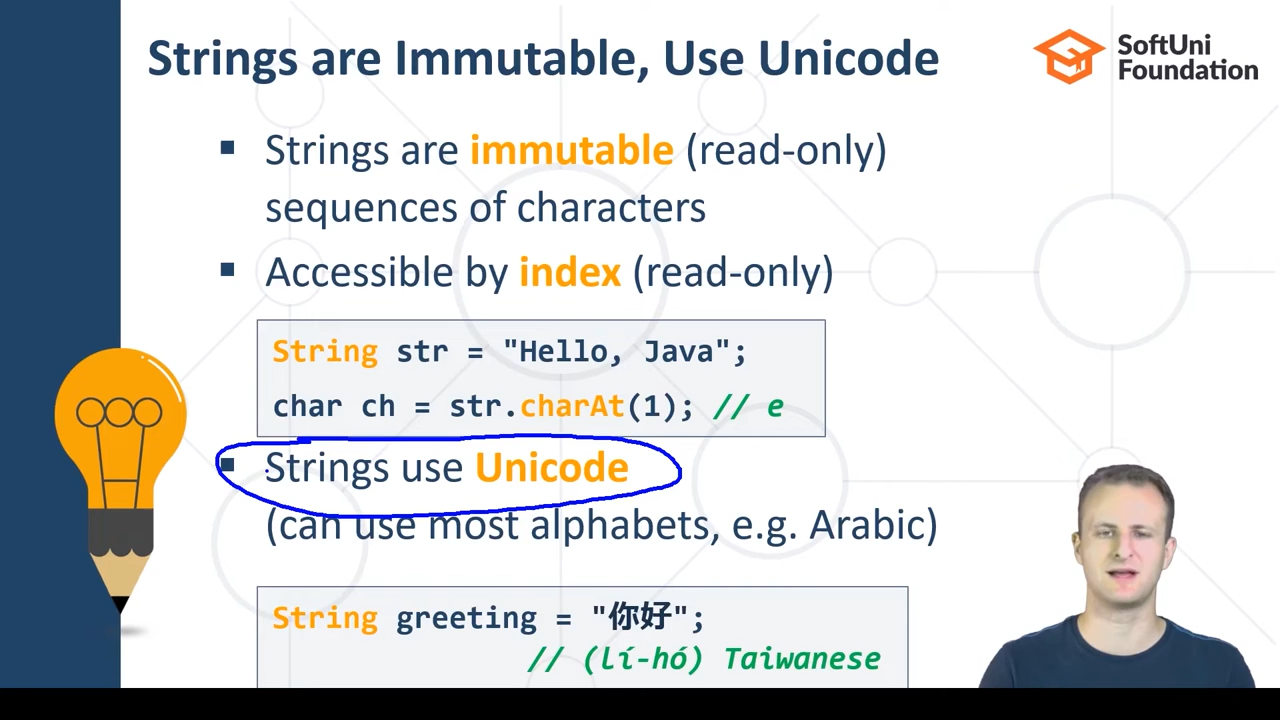 Strings are Immutable, Use Unicode
SoftUni
Foundation
Strings are immutable (read-only)
sequences of characters
Accessible by index (read-only)
String str = "Hello, Java";
char ch = str.charAt(1); // e
Strings use Unicode
(can use most alphabets, e.g. Arabic)
String greeting = "你好";
// (lí-hó) Taiwanese